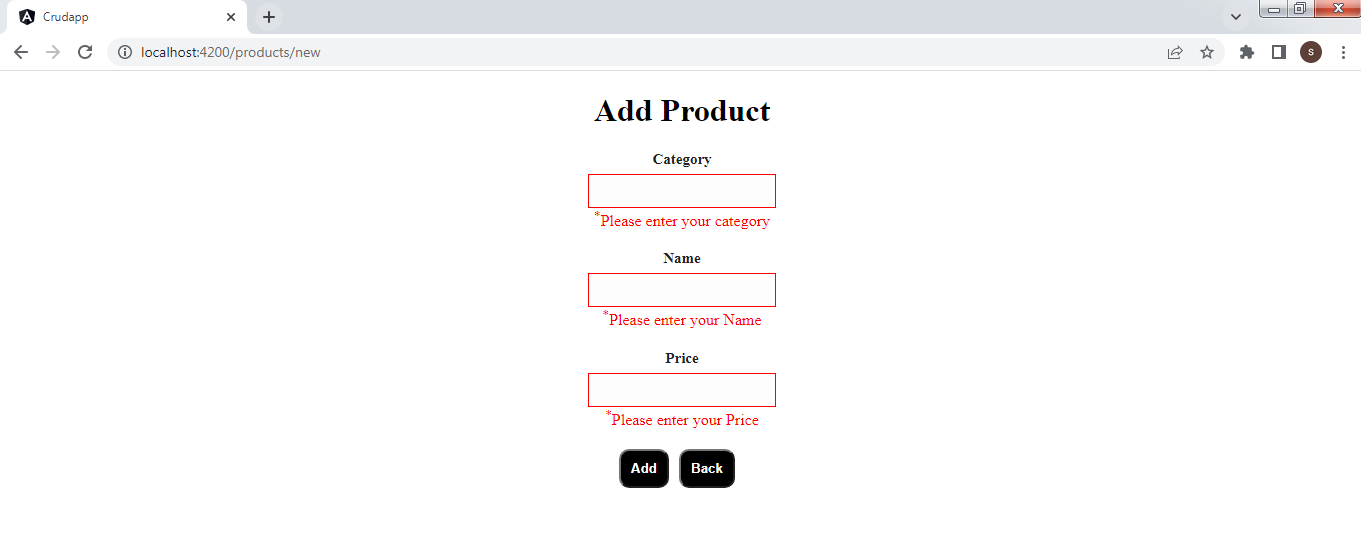 Crudapp
localhost:4200/products/new
s
Add Product
Category
*Please enter your category
Name
*Please enter your Name
Price
*Please enter your Price
Add Back